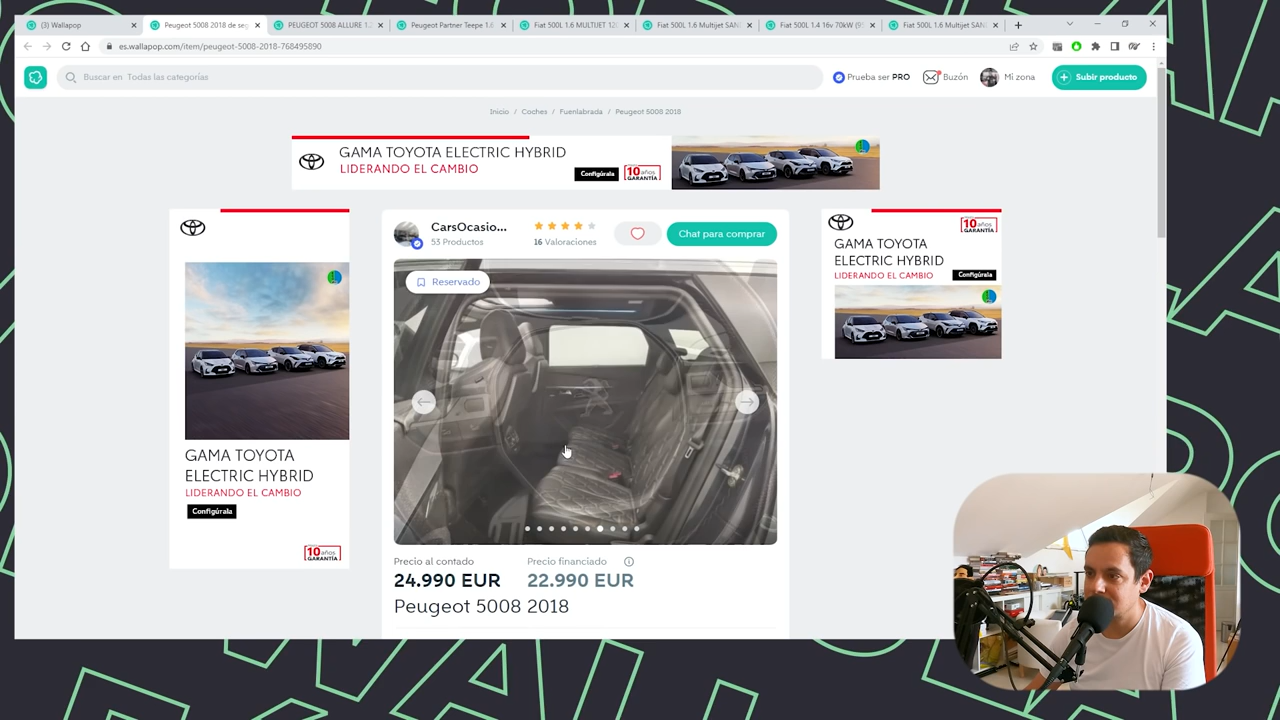 (3) Wallapop
Peugeot 5008 2018 de seg
PEUGEOT 5008 ALLURE 1.2
Peugeot Partner Teepe 1.6
Fiat 500L 1.6 MULTIJET 12
Fiat 500L 1.6 Multijet SAN
Fiat 500L 1.4 16v 70kW (95
Fiat 500L 1.6 Multijet SAN
es.wallapop.com/item/peugeot-5008-2018-768495890
Buscar en Todas las categorías
Prueba ser PRO
Buzón
Mi zona
Subir producto
Inicio / Coches / Fuenlabrada / Peugeot 5008 2018
GAMA TOYOTA ELECTRIC HYBRID
LIDERANDO EL CAMBIO
Configúrala
10 años
GARANTÍA
CarsOcasio...
53 Productos
16 Valoraciones
Chat para comprar
Reservado
GAMA TOYOTA
ELECTRIC HYBRID
LIDERANDO EL CAMBIO
Configúrala
10 años
GARANTÍA
GAMA TOYOTA
ELECTRIC HYBRID
LIDERANDO EL CAMBIO
Configúrala
10 años
GARANTÍA
Precio al contado
24.990 EUR
Precio financiado
22.990 EUR
Peugeot 5008 2018